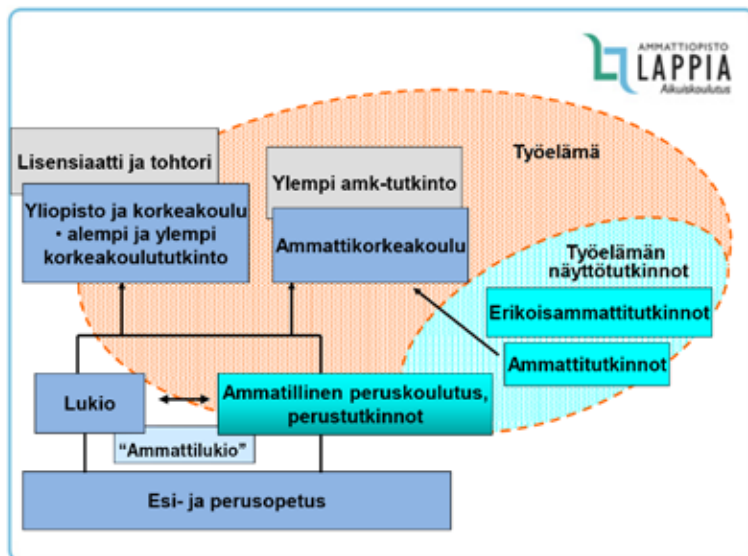 AMMATTIOPISTO
LAPPIA
Aikuiskoulutus
Työelämä
Lisensiaatti ja tohtori
Ylempi amk-tutkinto
Yliopisto ja korkeakoulu
• alempi ja ylempi
korkeakoulututkinto
Ammattikorkeakoulu
Työelämän
näyttötutkinnot
Erikoisammattitutkinnot
Ammattitutkinnot
Lukio
Ammatillinen peruskoulutus,
perustutkinnot
“Ammattilukio”
Esi- ja perusopetus